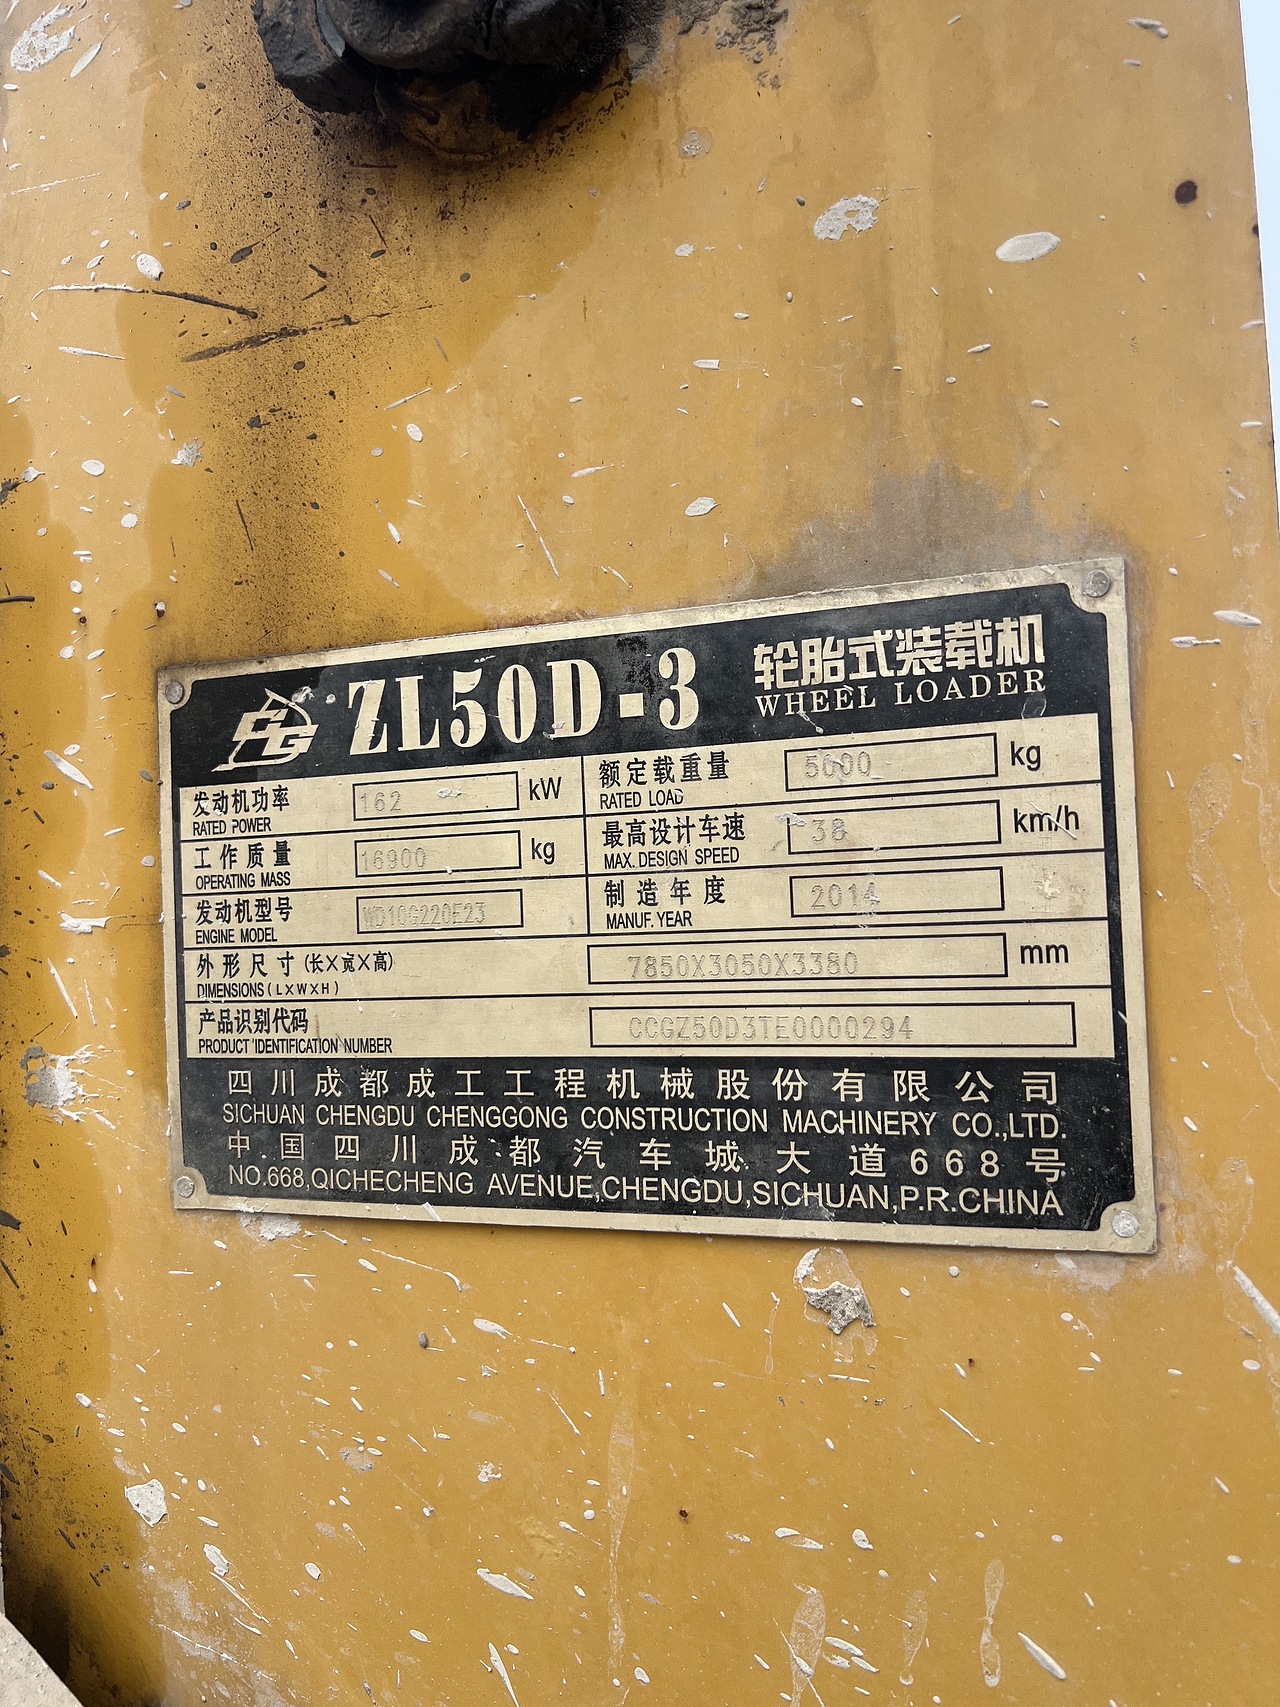 CG ZL50D-3 轮胎式装载机
WHEEL LOADER
发动机功率 162 kW 额定载重量 5000 kg
RATED POWER RATED LOAD
工作质量 16900 kg 最高设计车速 38 km/h
OPERATING MASS MAX. DESIGN SPEED
发动机型号 WD10G220E23 制造年度 2014
ENGINE MODEL MANUF. YEAR
外形尺寸(长X宽X高) 7850X3050X3380 mm
DIMENSIONS(LXWXH)
产品识别代码 CCGZ50D3TE0000294
PRODUCT IDENTIFICATION NUMBER
四川成都成工工程机械股份有限公司
SICHUAN CHENGDU CHENGGONG CONSTRUCTION MACHINERY CO.,LTD.
中国四川成都汽车城大道668号
NO.668,QICHECHENG AVENUE,CHENGDU,SICHUAN,P.R.CHINA